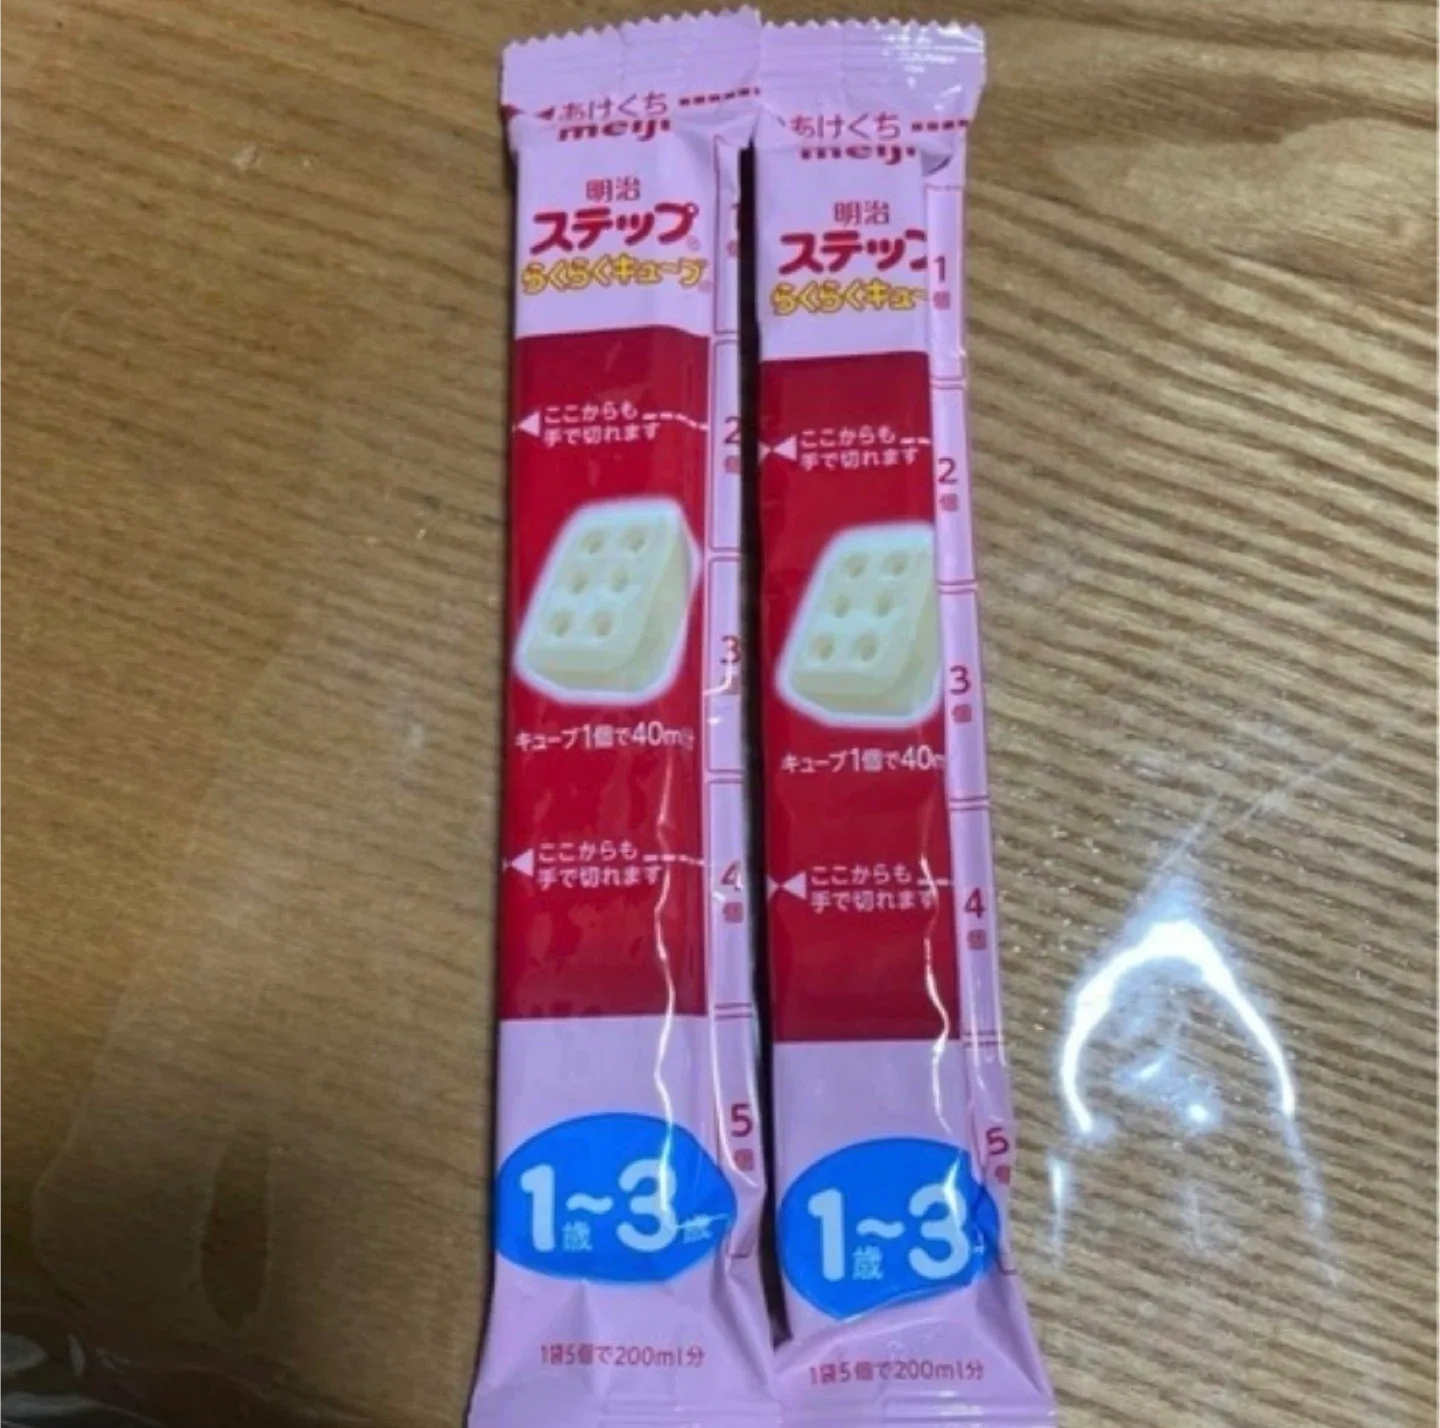 あけくち
meiji
明治
ステップ
らくらくキューブ
ここからも
手で切れます
キューブ1個で40ml分
ここからも
手で切れます
1歳~3歳
1袋5個で200ml分
1個
2個
3
4個
5個
あけくち
meiji
明治
ステップ
らくらくキュー
ここからも
手で切れます
キューブ1個で40m
ここからも
手で切れます
1歳~3
1袋5個で200ml分
1個
2個
3個
4個
5個